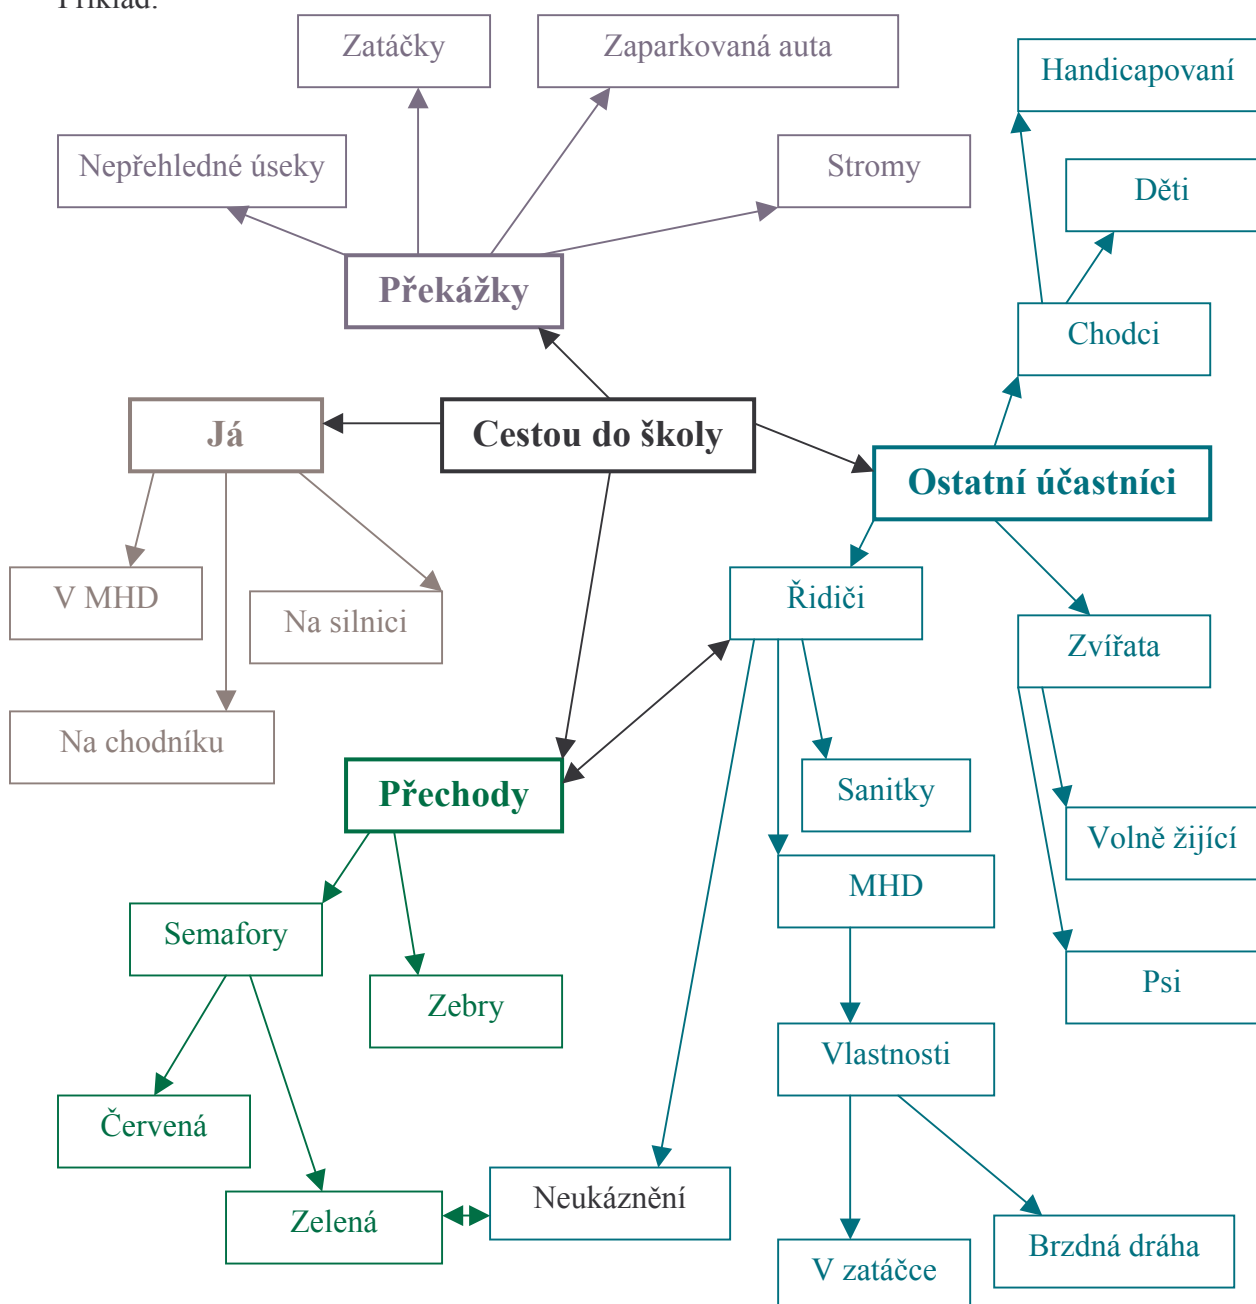 Příklad:
Zatáčky
Zaparkovaná auta
Handicapovaní
Nepřehledné úseky
Stromy
Děti
Překážky
Chodci
Já
Cestou do školy
Ostatní účastníci
V MHD
Na silnici
Řidiči
Zvířata
Na chodníku
Přechody
Sanitky
Volně žijící
MHD
Semafory
Zebry
Psi
Vlastnosti
Červená
Zelená
Neukáznění
V zatáčce
Brzdná dráha